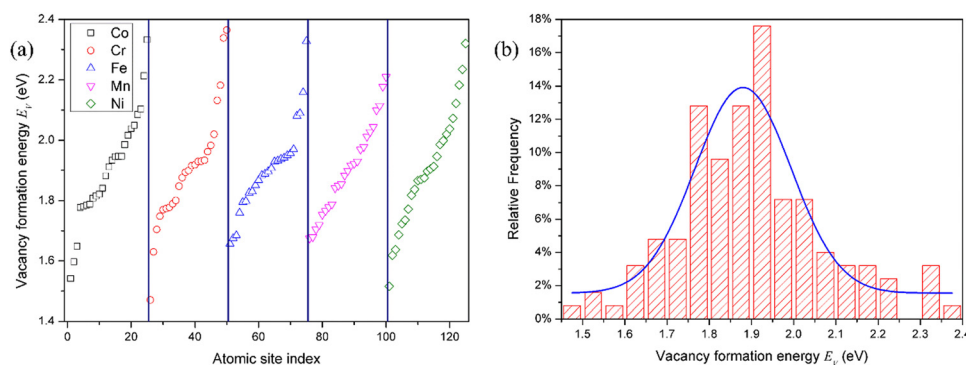 (a)
Co
Cr
Fe
Mn
Ni
Vacancy formation energy Eᵥ (eV)
2.4
2.2
2.0
1.8
1.6
1.4
0 20 40 60 80 100 120
Atomic site index
(b)
Relative Frequency
18%
16%
14%
12%
10%
8%
6%
4%
2%
0%
1.5 1.6 1.7 1.8 1.9 2.0 2.1 2.2 2.3 2.4
Vacancy formation energy Eᵥ (eV)